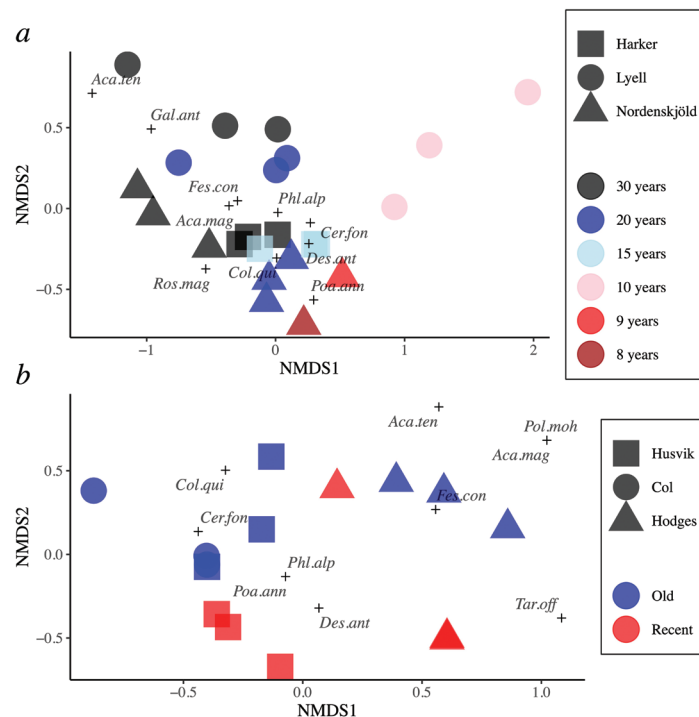 a
Harker
Lyell
Nordenskjöld
30 years
20 years
15 years
10 years
9 years
8 years
NMDS2
0.5
0.0
−0.5
Aca.ten
Gal.ant
Fes.con
Phl.alp
Aca.mag
Cer.fon
Des.ant
Col.qui
Ros.mag
Poa.ann
−1
0
1
2
NMDS1
b
Husvik
Col
Hodges
Old
Recent
NMDS2
0.5
0.0
−0.5
Aca.ten
Pol.moh
Aca.mag
Col.qui
Fes.con
Cer.fon
Phl.alp
Poa.ann
Des.ant
Tar.off
−0.5
0.0
0.5
1.0
NMDS1